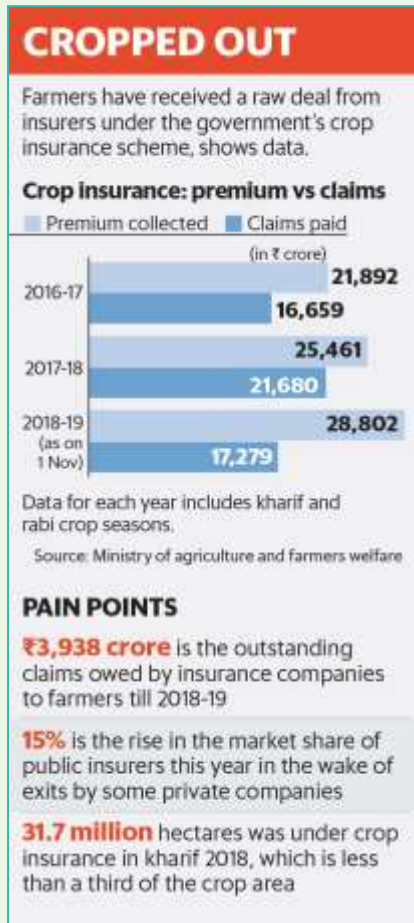 CROPPED OUT
Farmers have received a raw deal from
insurers under the government's crop
insurance scheme, shows data.
Crop insurance: premium vs claims
Premium collected Claims paid
(in ₹ crore)
2016-17
21,892
16,659
2017-18
25,461
21,680
2018-19
(as on
1 Nov)
28,802
17,279
Data for each year includes kharif and
rabi crop seasons.
Source: Ministry of agriculture and farmers welfare
PAIN POINTS
₹3,938 crore is the outstanding
claims owed by insurance companies
to farmers till 2018-19
15% is the rise in the market share of
public insurers this year in the wake of
exits by some private companies
31.7 million hectares was under crop
insurance in kharif 2018, which is less
than a third of the crop area